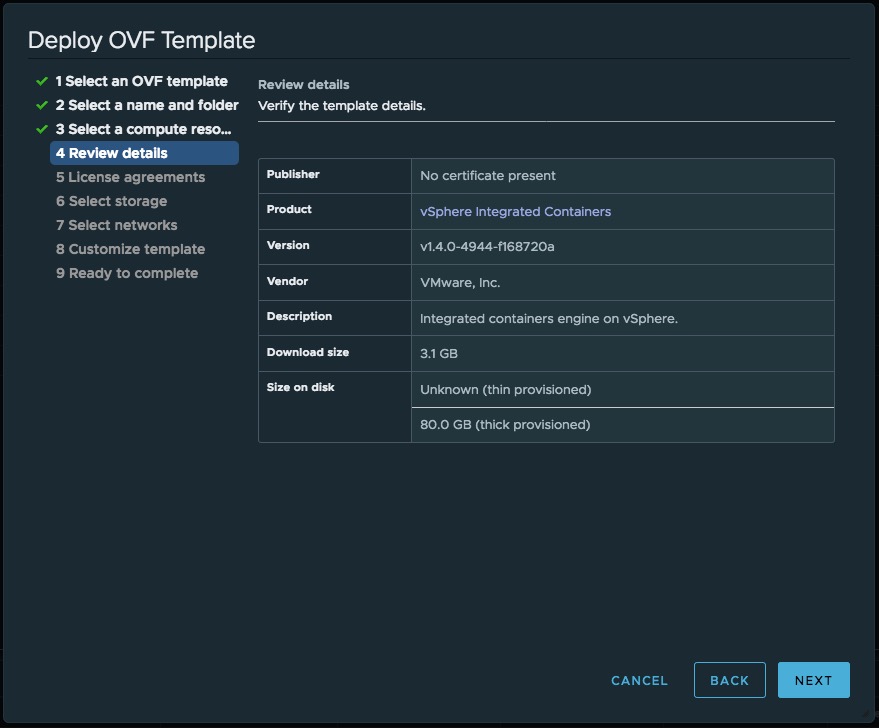 Deploy OVF Template
1 Select an OVF template
2 Select a name and folder
3 Select a compute reso...
4 Review details
5 License agreements
6 Select storage
7 Select networks
8 Customize template
9 Ready to complete
Review details
Verify the template details.
Publisher No certificate present
Product vSphere Integrated Containers
Version v1.4.0-4944-f168720a
Vendor VMware, Inc.
Description Integrated containers engine on vSphere.
Download size 3.1 GB
Size on disk Unknown (thin provisioned)
80.0 GB (thick provisioned)
CANCEL BACK NEXT